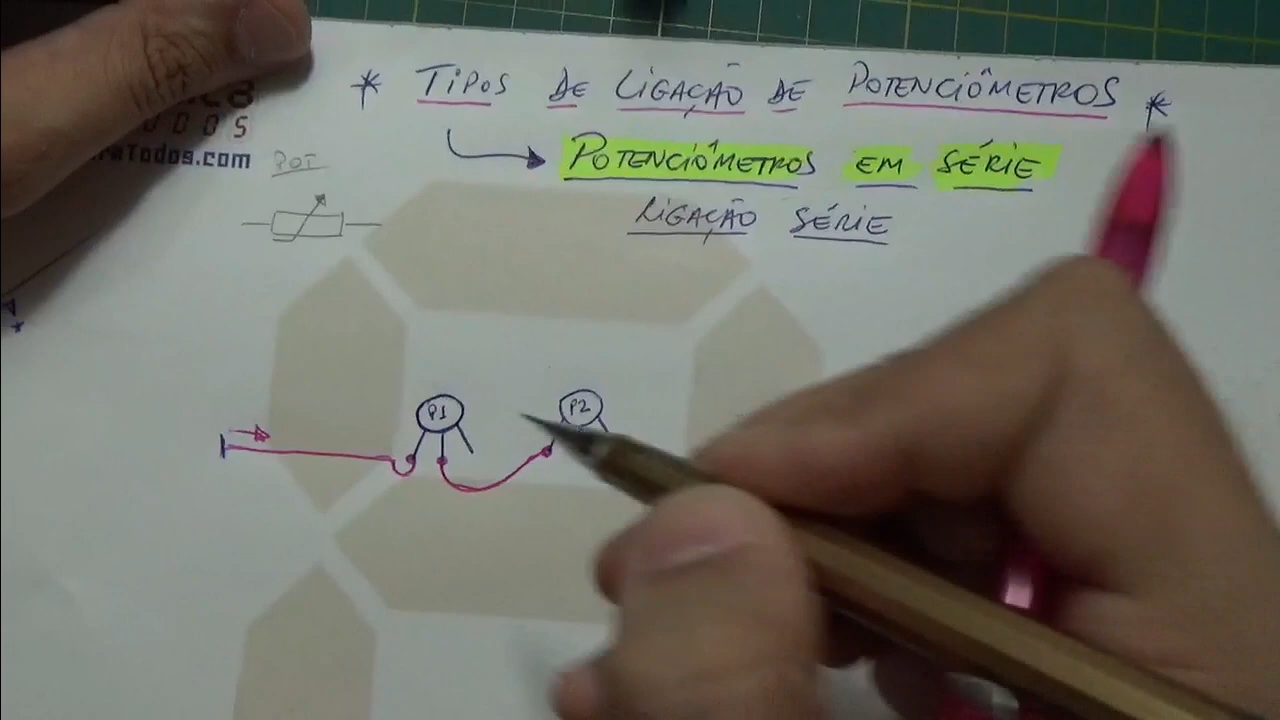 * TIPOS DE LIGAÇÃO DE POTENCIÔMETROS *
POTENCIÔMETROS EM SÉRIE
LIGAÇÃO SÉRIE
POT
P1
P2